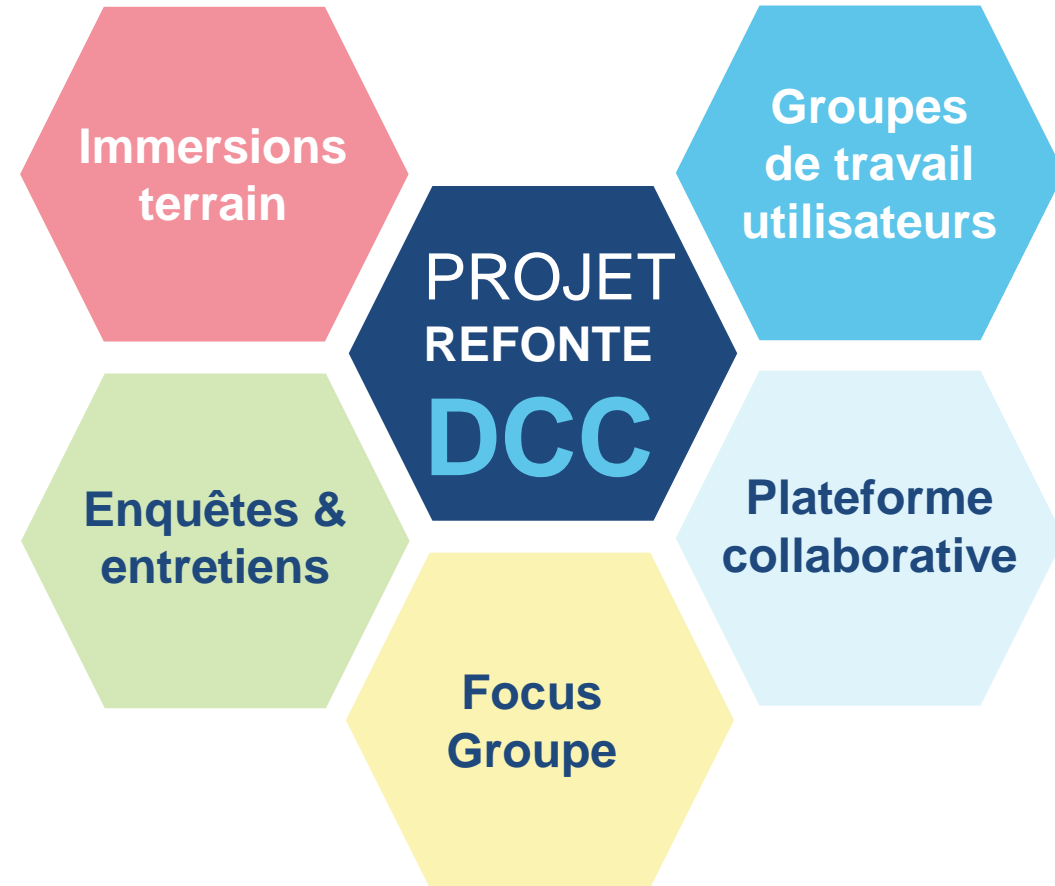 Immersions
terrain
Groupes
de travail
utilisateurs
PROJET
REFONTE
DCC
Enquêtes &
entretiens
Plateforme
collaborative
Focus
Groupe